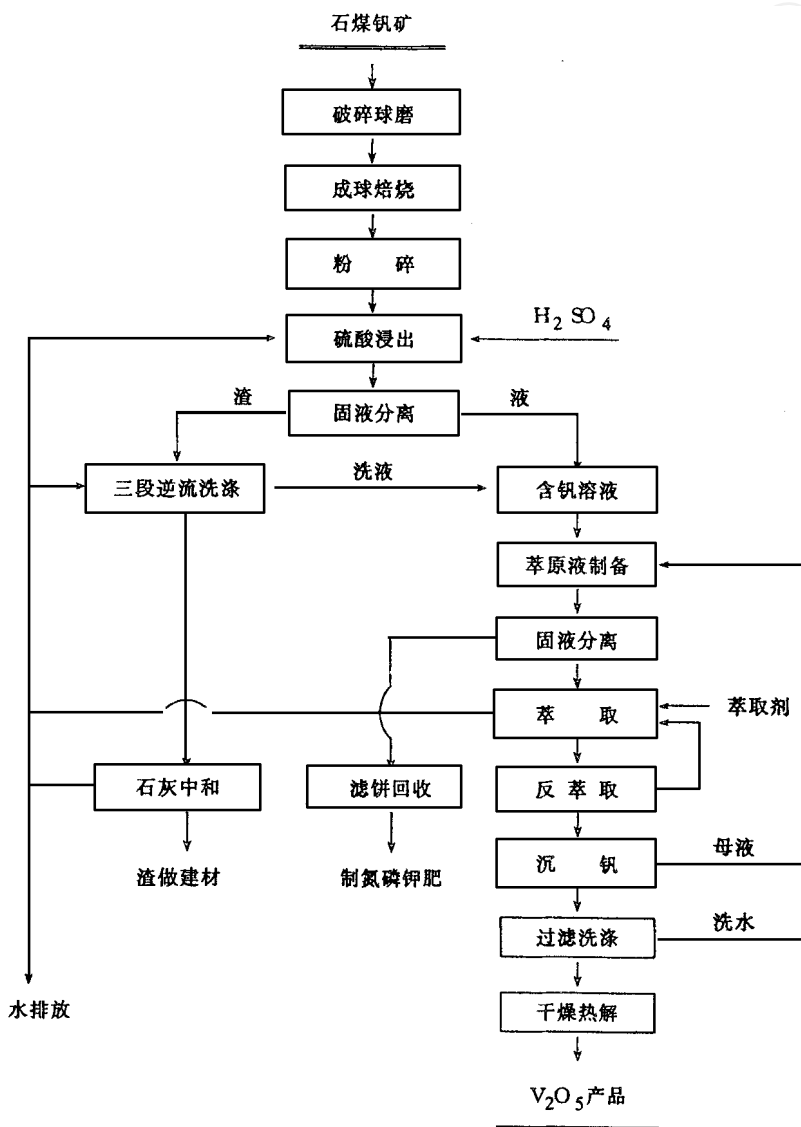 石煤钒矿
破碎球磨
成球焙烧
粉 碎
H₂SO₄
硫酸浸出
渣
固液分离
液
三段逆流洗涤
洗液
含钒溶液
萃原液制备
固液分离
萃 取
萃取剂
石灰中和
滤饼回收
反萃取
渣做建材
制氮磷钾肥
沉 钒
母液
过滤洗涤
洗水
水排放
干燥热解
V₂O₅产品